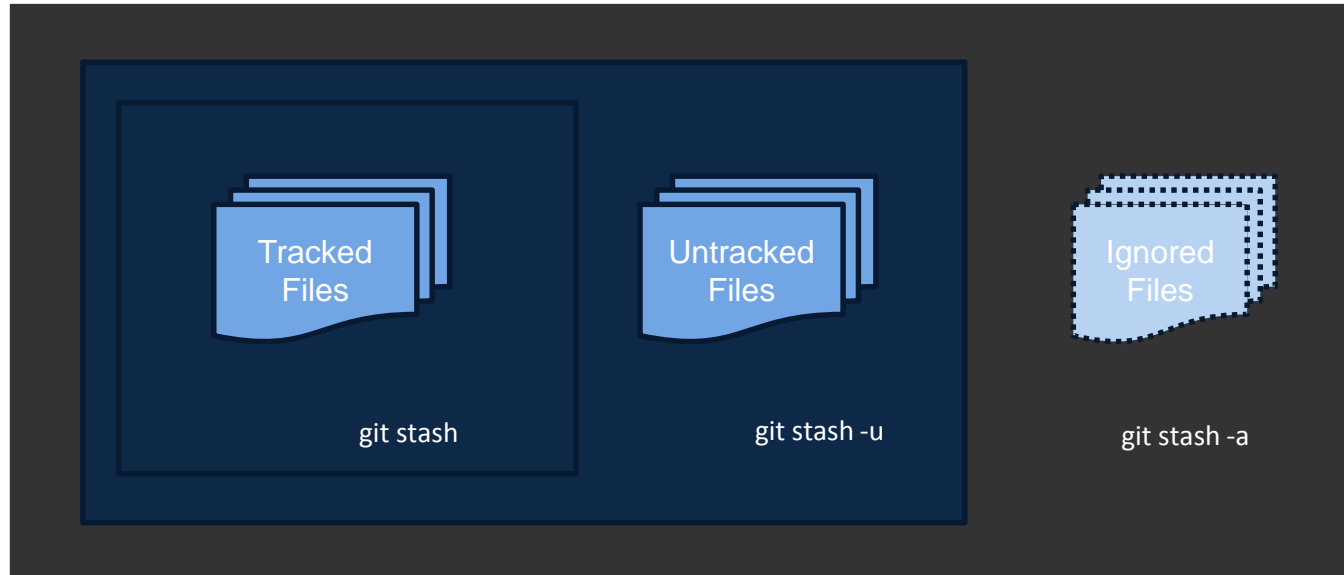 Tracked
Files
Untracked
Files
Ignored
Files
git stash
git stash -u
git stash -a